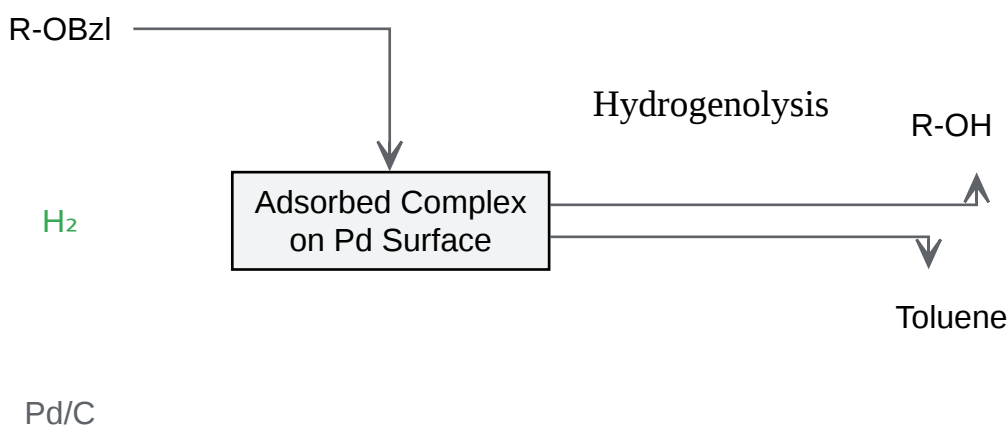 R-OBzl
Hydrogenolysis
R-OH
H₂
Adsorbed Complex
on Pd Surface
Toluene
Pd/C